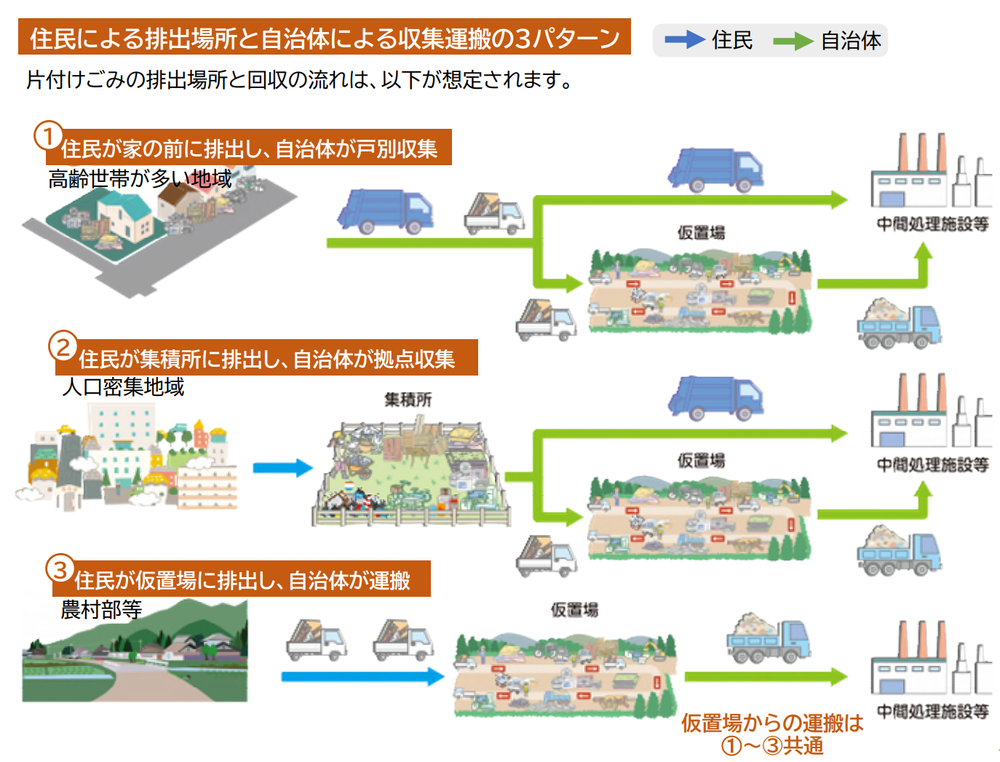 住民による排出場所と自治体による収集運搬の3パターン
住民 自治体
片付けごみの排出場所と回収の流れは、以下が想定されます。
① 住民が家の前に排出し、自治体が戸別収集
高齢世帯が多い地域
中間処理施設等
仮置場
② 住民が集積所に排出し、自治体が拠点収集
人口密集地域
集積所
仮置場
中間処理施設等
③ 住民が仮置場に排出し、自治体が運搬
農村部等
仮置場
中間処理施設等
仮置場からの運搬は
①～③共通